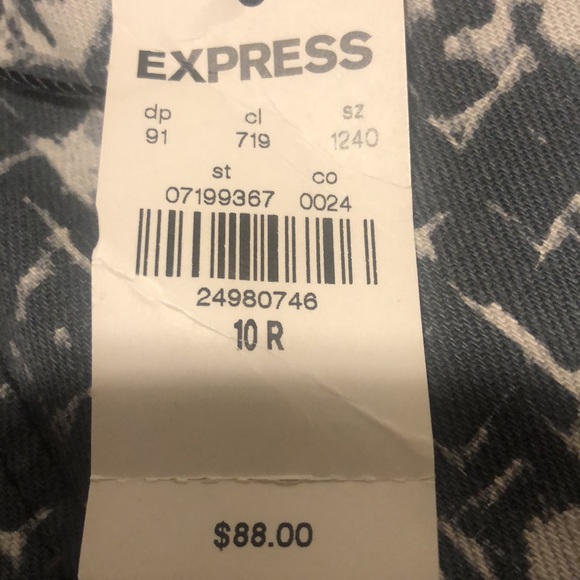 EXPRESS
dp cl sz
91 719 1240
st co
07199367 0024
24980746
10 R
$88.00